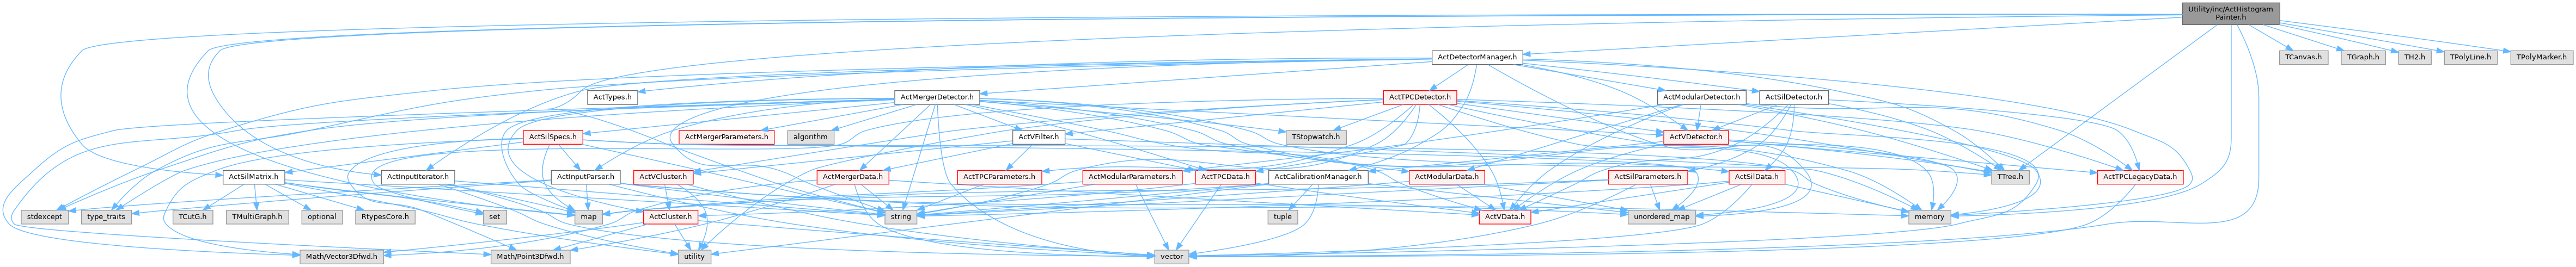 Utility/inc/ActHistogram
Painter.h
ActDetectorManager.h
TCanvas.h
TGraph.h
TH2.h
TPolyLine.h
TPolyMarker.h
ActTypes.h
ActMergerDetector.h
ActTPCDetector.h
ActModularDetector.h
ActSilDetector.h
ActSilSpecs.h
ActMergerParameters.h
algorithm
ActVFilter.h
TStopwatch.h
ActVDetector.h
ActSilMatrix.h
ActInputIterator.h
ActInputParser.h
ActVCluster.h
ActMergerData.h
ActTPCParameters.h
ActModularParameters.h
ActTPCData.h
ActCalibrationManager.h
ActModularData.h
ActSilParameters.h
ActSilData.h
TTree.h
ActTPCLegacyData.h
stdexcept
type_traits
TCutG.h
TMultiGraph.h
optional
RtypesCore.h
set
map
ActCluster.h
string
tuple
ActVData.h
unordered_map
memory
Math/Vector3Dfwd.h
Math/Point3Dfwd.h
utility
vector